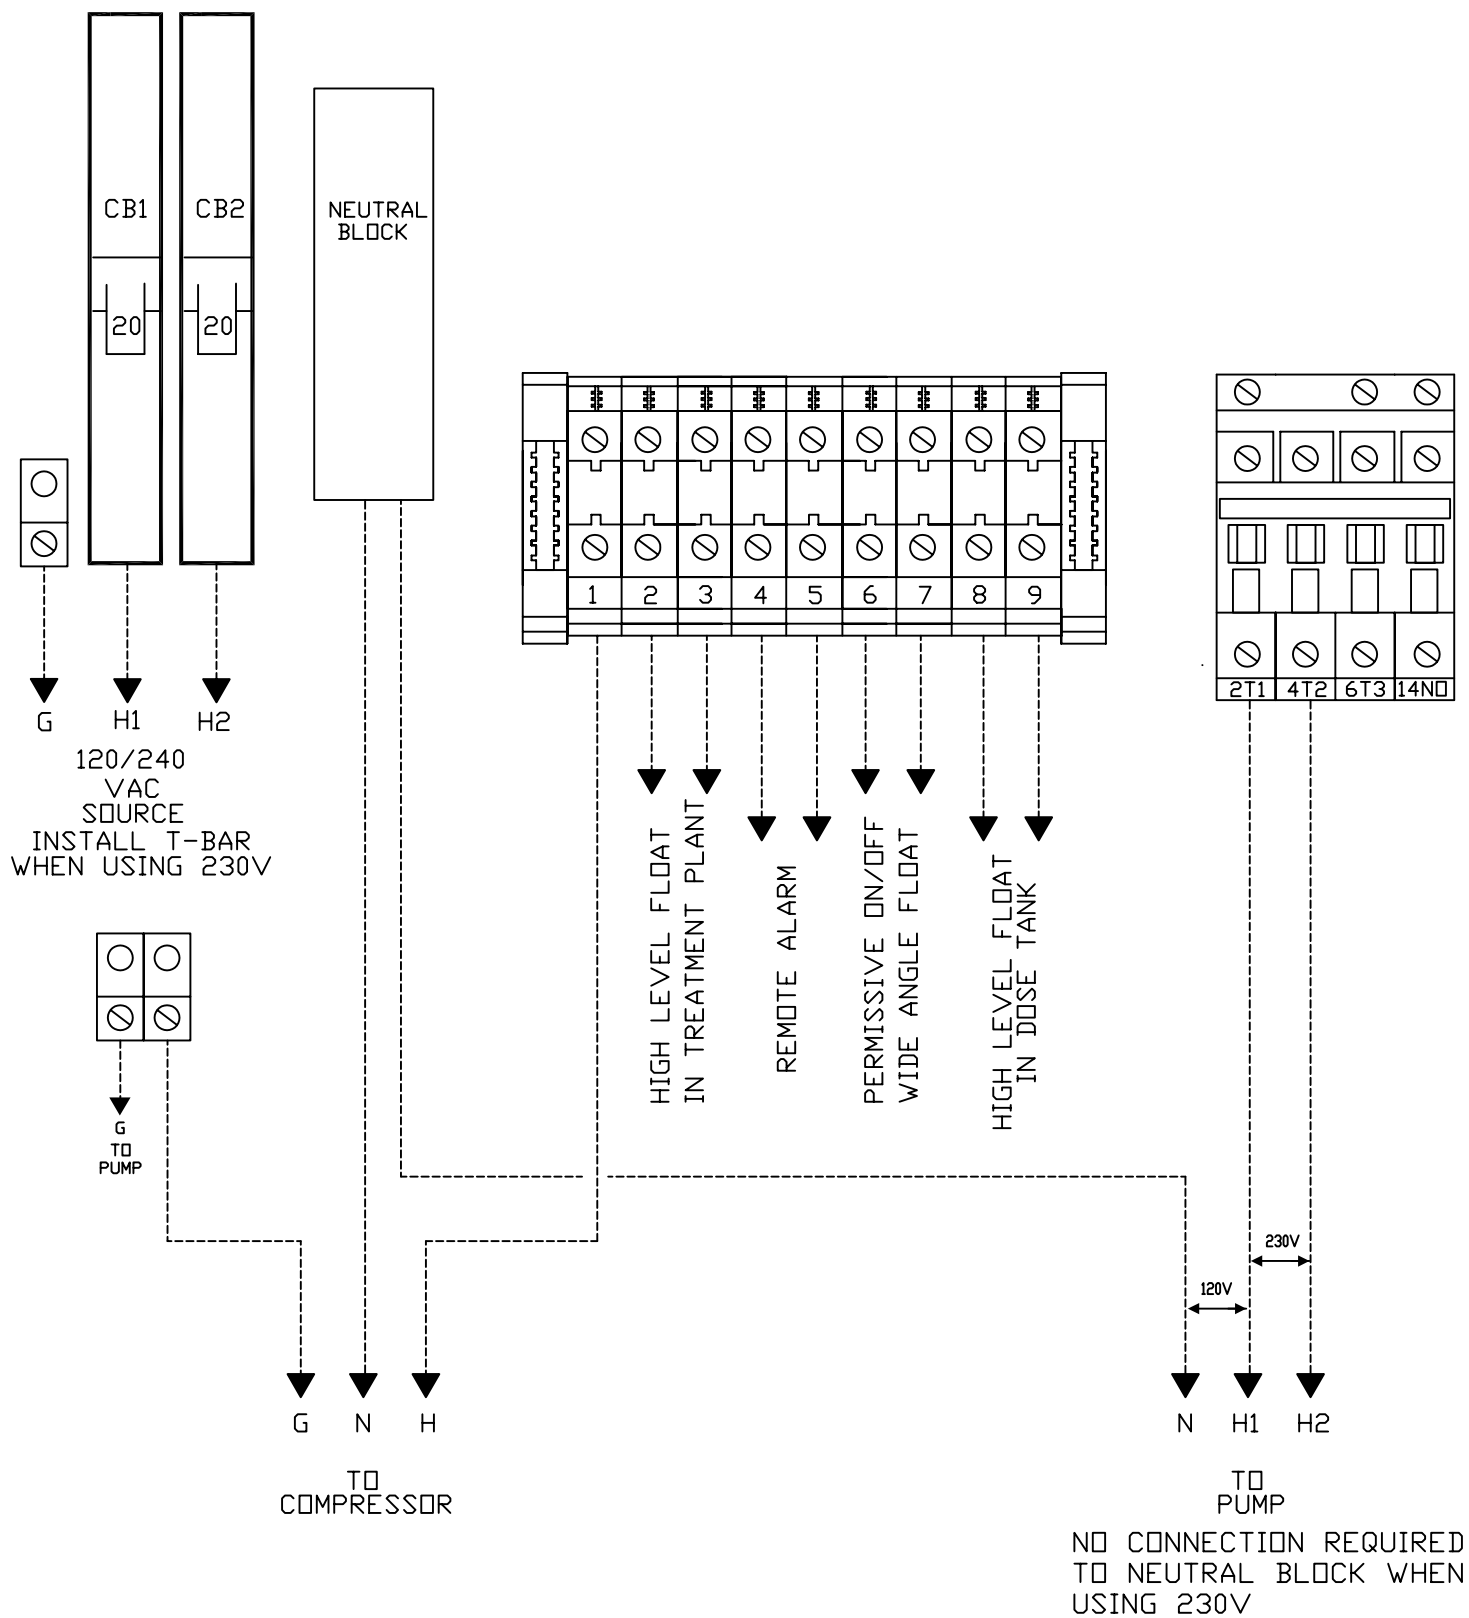 CB1
CB2
NEUTRAL
BLOCK
20
20
1 2 3 4 5 6 7 8 9
2T1 4T2 6T3 14NO
G
H1
H2
120/240
VAC
SOURCE
INSTALL T-BAR
WHEN USING 230V
HIGH LEVEL FLOAT
IN TREATMENT PLANT
REMOTE ALARM
PERMISSIVE ON/OFF
WIDE ANGLE FLOAT
HIGH LEVEL FLOAT
IN DOSE TANK
G
TO
PUMP
230V
120V
G N H
TO
COMPRESSOR
N H1 H2
TO
PUMP
NO CONNECTION REQUIRED
TO NEUTRAL BLOCK WHEN
USING 230V